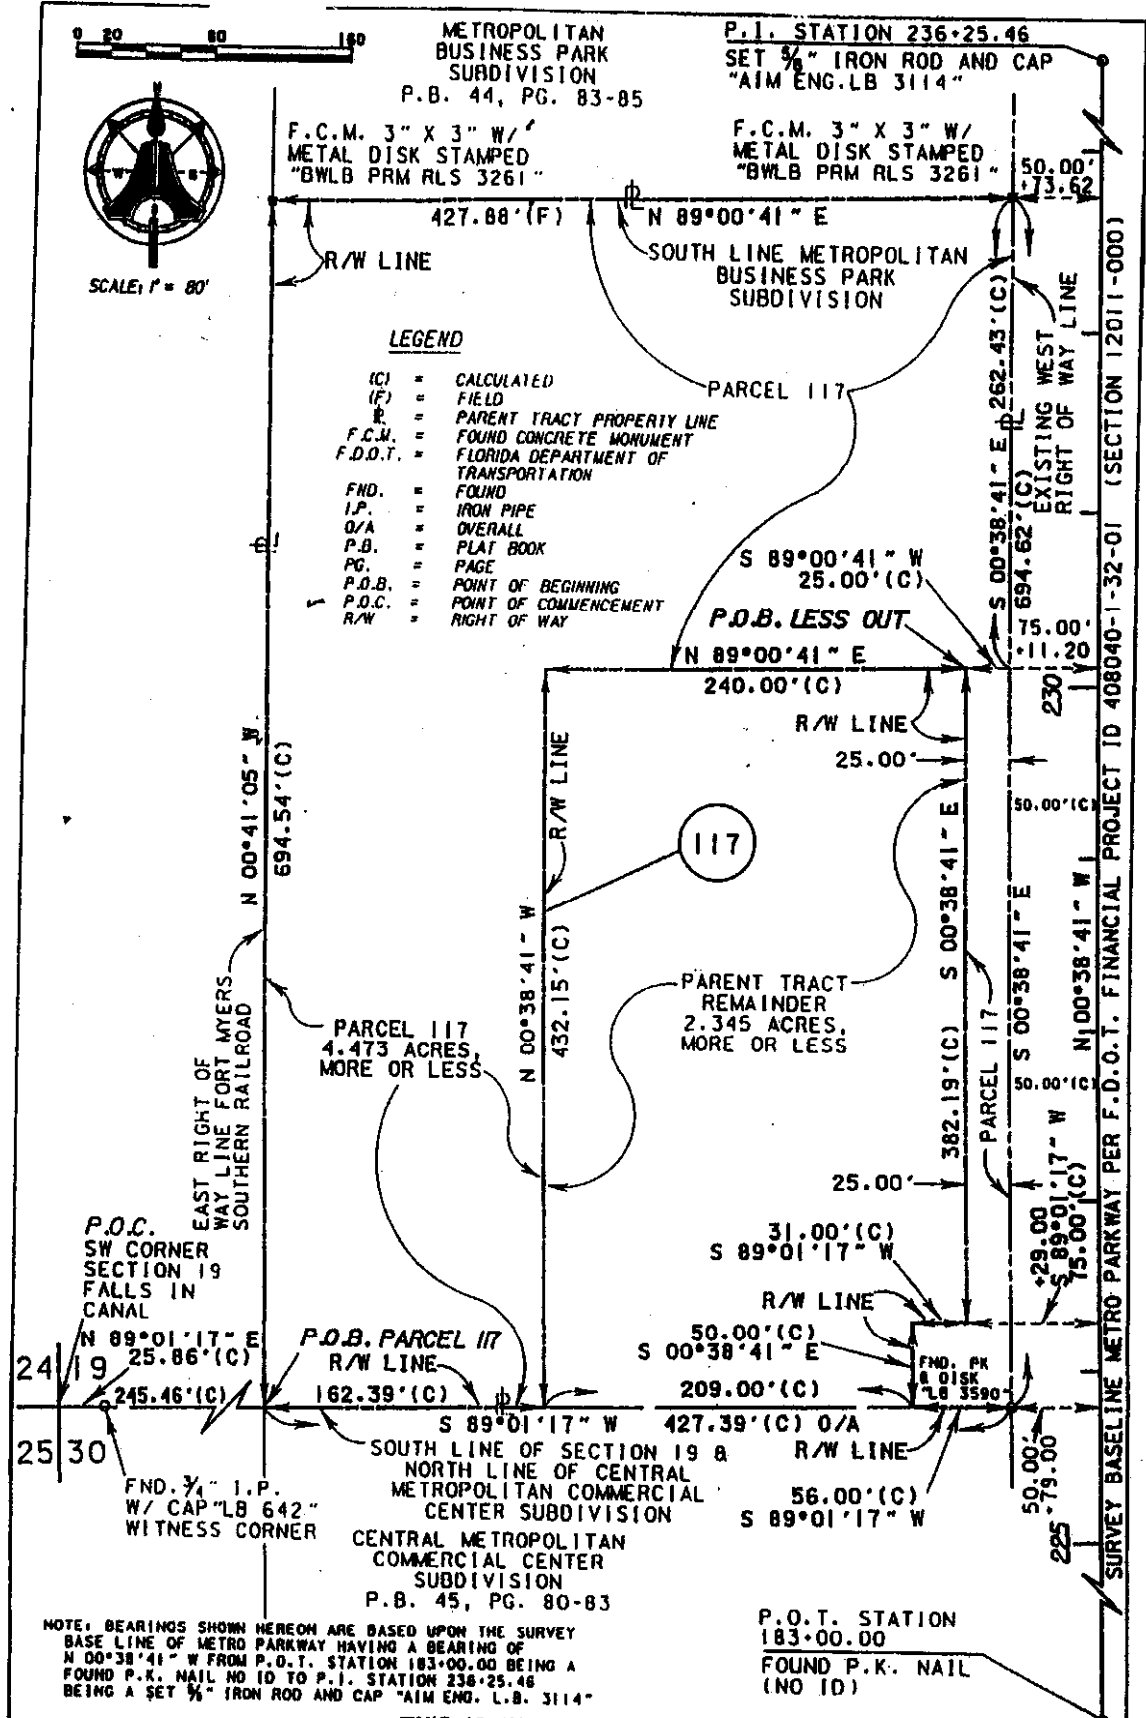 0 20 80 160
METROPOLITAN
BUSINESS PARK
SUBDIVISION
P.B. 44, PG. 83-85
P.I. STATION 236+25.46
SET 5/8" IRON ROD AND CAP
"AIM ENG.LB 3114"
N
W
SCALE: 1" = 80'
F.C.M. 3" X 3" W/
METAL DISK STAMPED
"BWLB PRM RLS 3261"
F.C.M. 3" X 3" W/
METAL DISK STAMPED
"BWLB PRM RLS 3261"
50.00'
+73.62
427.88'(F)
N 89°00'41" E
R/W LINE
SOUTH LINE METROPOLITAN
BUSINESS PARK
SUBDIVISION
LEGEND
(C) = CALCULATED
(F) = FIELD
PL = PARENT TRACT PROPERTY LINE
F.C.M. = FOUND CONCRETE MONUMENT
F.D.O.T. = FLORIDA DEPARTMENT OF
TRANSPORTATION
FND. = FOUND
I.P. = IRON PIPE
O/A = OVERALL
P.B. = PLAT BOOK
PG. = PAGE
P.O.B. = POINT OF BEGINNING
P.O.C. = POINT OF COMMENCEMENT
R/W = RIGHT OF WAY
PARCEL 117
S 00°38'41" E 262.43'(C)
694.62'(C)
EXISTING WEST
RIGHT OF WAY LINE
S 89°00'41" W
25.00'(C)
P.O.B. LESS OUT
75.00'
+11.20
N 89°00'41" E
240.00'(C)
230
R/W LINE
25.00'
50.00'(C)
N 00°41'05" W
694.54'(C)
R/W LINE
117
N 00°38'41" W
432.15'(C)
S 00°38'41" E
382.19'(C)
S 00°38'41" E
N 00°38'41" W
PARENT TRACT
REMAINDER
2.345 ACRES,
MORE OR LESS
PARCEL 117
4.473 ACRES,
MORE OR LESS
PARCEL 117
50.00'(C)
EAST RIGHT OF
WAY LINE FORT MYERS
SOUTHERN RAILROAD
25.00'
+29.00
S 89°01'17" W
75.00'(C)
P.O.C.
SW CORNER
SECTION 19
FALLS IN
CANAL
31.00'(C)
S 89°01'17" W
R/W LINE
N 89°01'17" E
25.86'(C)
P.O.B. PARCEL 117
R/W LINE
50.00'(C)
S 00°38'41" E
FND. PK
& DISK
"LB 3590"
24 19
245.46'(C)
162.39'(C)
209.00'(C)
S 89°01'17" W
427.39'(C) O/A
25 30
SOUTH LINE OF SECTION 19 &
NORTH LINE OF CENTRAL
METROPOLITAN COMMERCIAL
CENTER SUBDIVISION
R/W LINE
56.00'(C)
S 89°01'17" W
50.00'
+79.00
225
FND. 3/4" I.P.
W/ CAP "LB 642"
WITNESS CORNER
CENTRAL METROPOLITAN
COMMERCIAL CENTER
SUBDIVISION
P.B. 45, PG. 80-83
SURVEY BASELINE METRO PARKWAY PER F.D.O.T. FINANCIAL PROJECT ID 408040-1-32-01 (SECTION 12011-000)
NOTE: BEARINGS SHOWN HEREON ARE BASED UPON THE SURVEY
BASE LINE OF METRO PARKWAY HAVING A BEARING OF
N 00°38'41" W FROM P.O.T. STATION 183+00.00 BEING A
FOUND P.K. NAIL NO ID TO P.I. STATION 236+25.46
BEING A SET 5/8" IRON ROD AND CAP "AIM ENG. L.B. 3114"
P.O.T. STATION
183+00.00
FOUND P.K. NAIL
(NO ID)